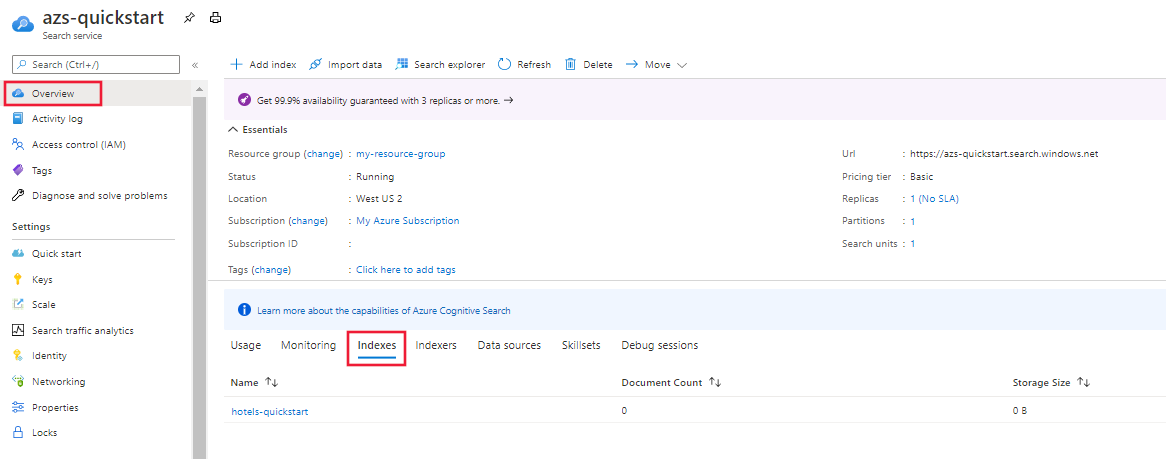 azs-quickstart
Search service
Search (Ctrl+/)
«
Overview
Activity log
Access control (IAM)
Tags
Diagnose and solve problems
Settings
Quick start
Keys
Scale
Search traffic analytics
Identity
Networking
Properties
Locks
Add index Import data Search explorer Refresh Delete Move
Get 99.9% availability guaranteed with 3 replicas or more. →
Essentials
Resource group (change) : my-resource-group
Status : Running
Location : West US 2
Subscription (change) : My Azure Subscription
Subscription ID :
Tags (change) : Click here to add tags
Url : https://azs-quickstart.search.windows.net
Pricing tier : Basic
Replicas : 1 (No SLA)
Partitions : 1
Search units : 1
Learn more about the capabilities of Azure Cognitive Search
Usage Monitoring Indexes Indexers Data sources Skillsets Debug sessions
Name ↑↓ Document Count ↑↓ Storage Size ↑↓
hotels-quickstart 0 0 B